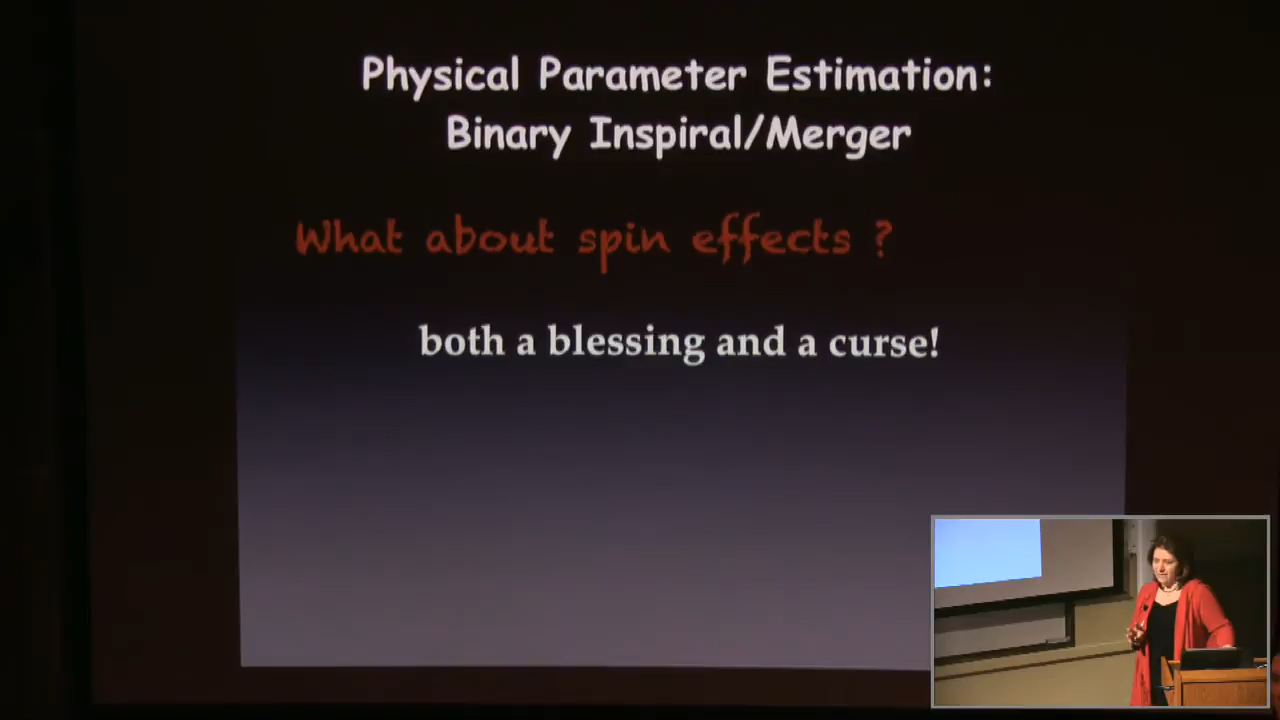 Physical Parameter Estimation:
Binary Inspiral/Merger
What about spin effects ?
both a blessing and a curse!